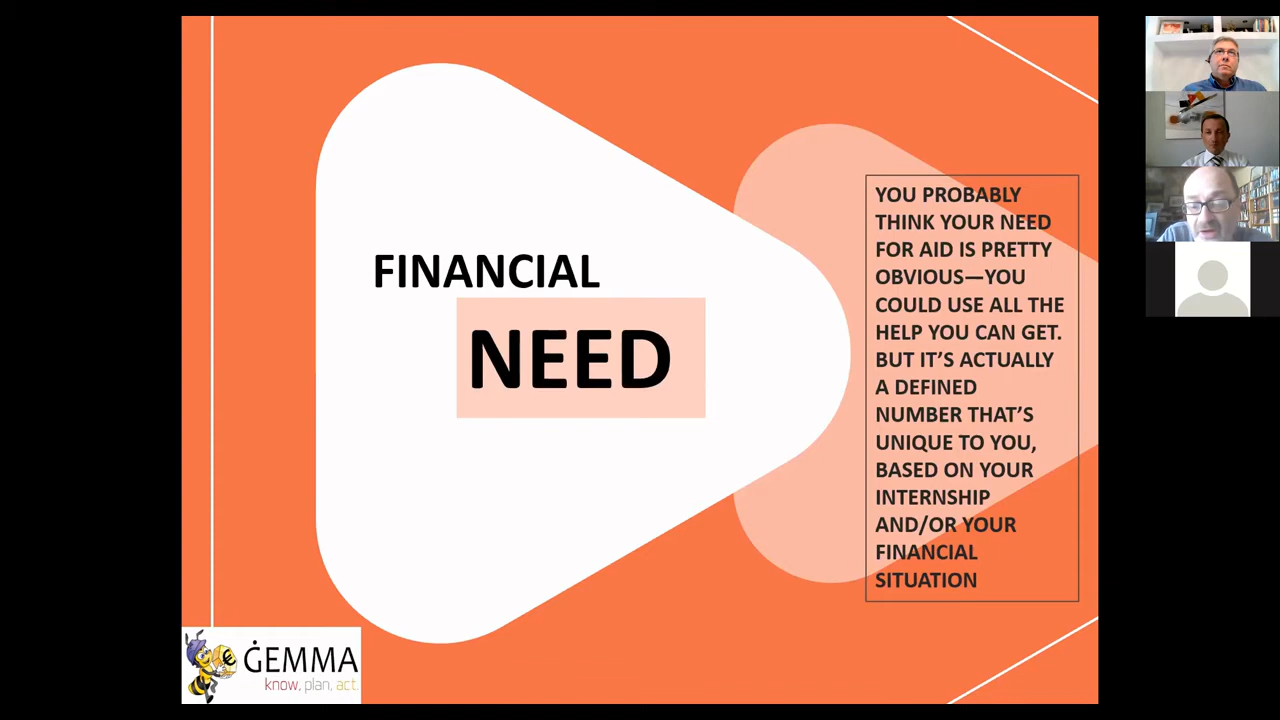 FINANCIAL
NEED
YOU PROBABLY
THINK YOUR NEED
FOR AID IS PRETTY
OBVIOUS—YOU
COULD USE ALL THE
HELP YOU CAN GET.
BUT IT’S ACTUALLY
A DEFINED
NUMBER THAT’S
UNIQUE TO YOU,
BASED ON YOUR
INTERNSHIP
AND/OR YOUR
FINANCIAL
SITUATION
€
ĠEMMA
know, plan, act.